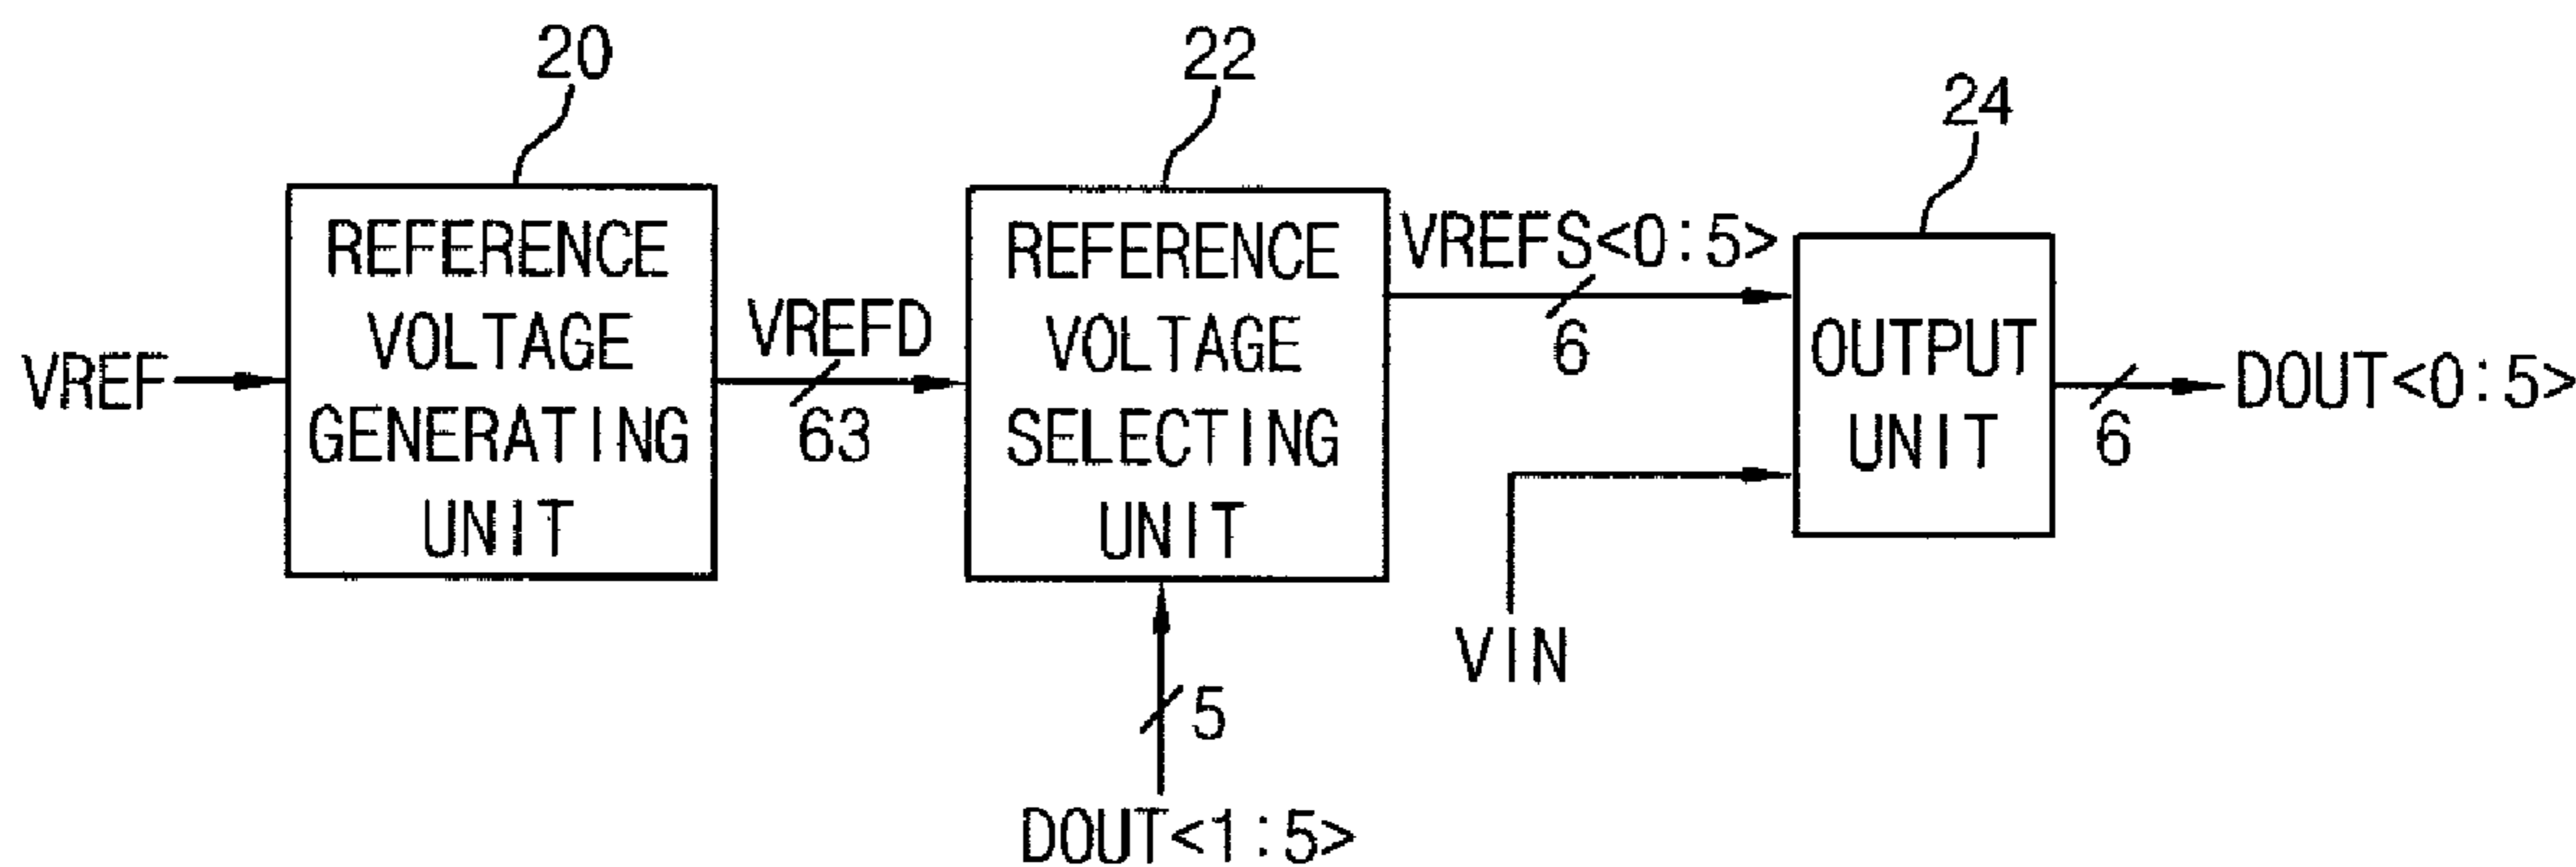 20
22
24
REFERENCE
VOLTAGE
GENERATING
UNIT
REFERENCE
VOLTAGE
SELECTING
UNIT
OUTPUT
UNIT
VREF
VREFD
63
VREFS<0:5>
6
VIN
DOUT<0:5>
6
5
DOUT<1:5>